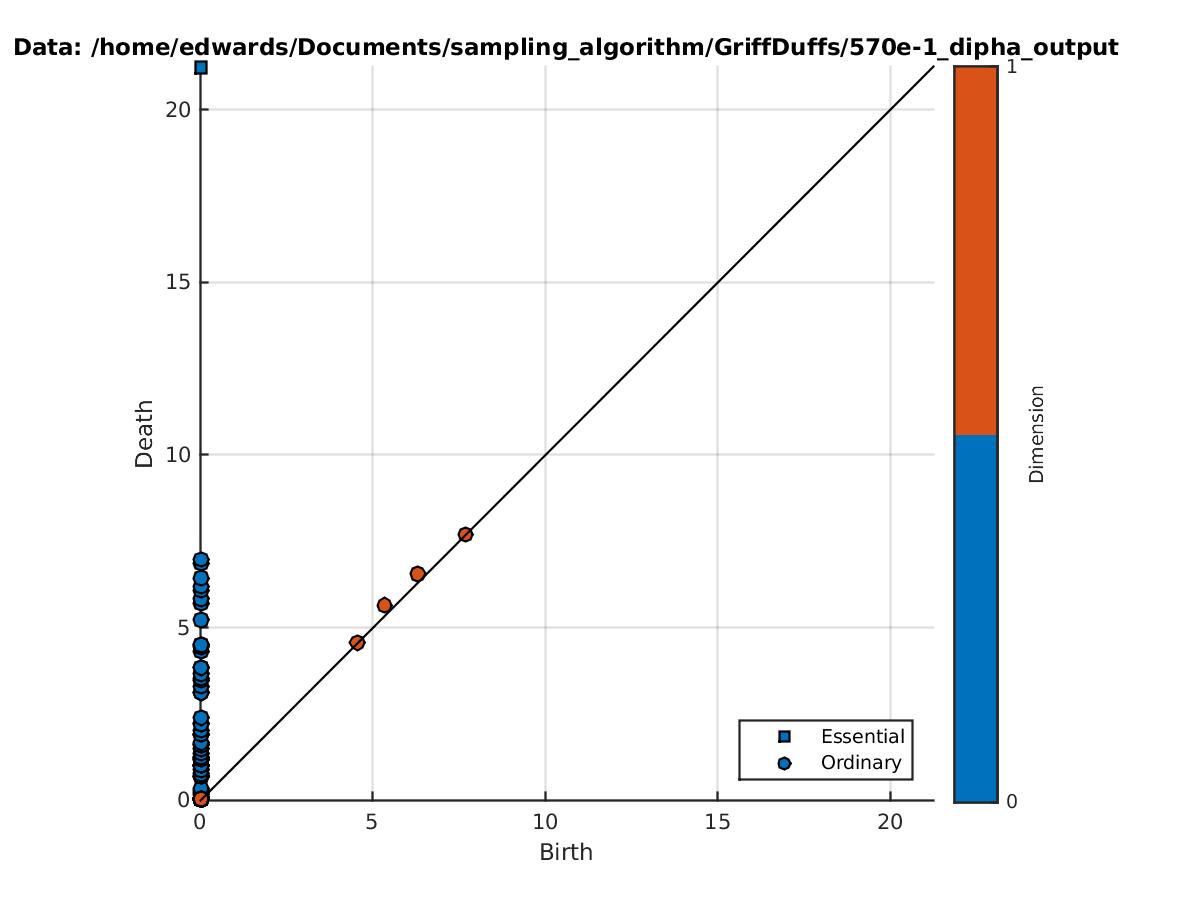 Data: /home/edwards/Documents/sampling_algorithm/GriffDuffs/570e-1_dipha_output
1
20
15
10
5
0
Death
0 5 10 15 20
Birth
Essential
Ordinary
Dimension
0